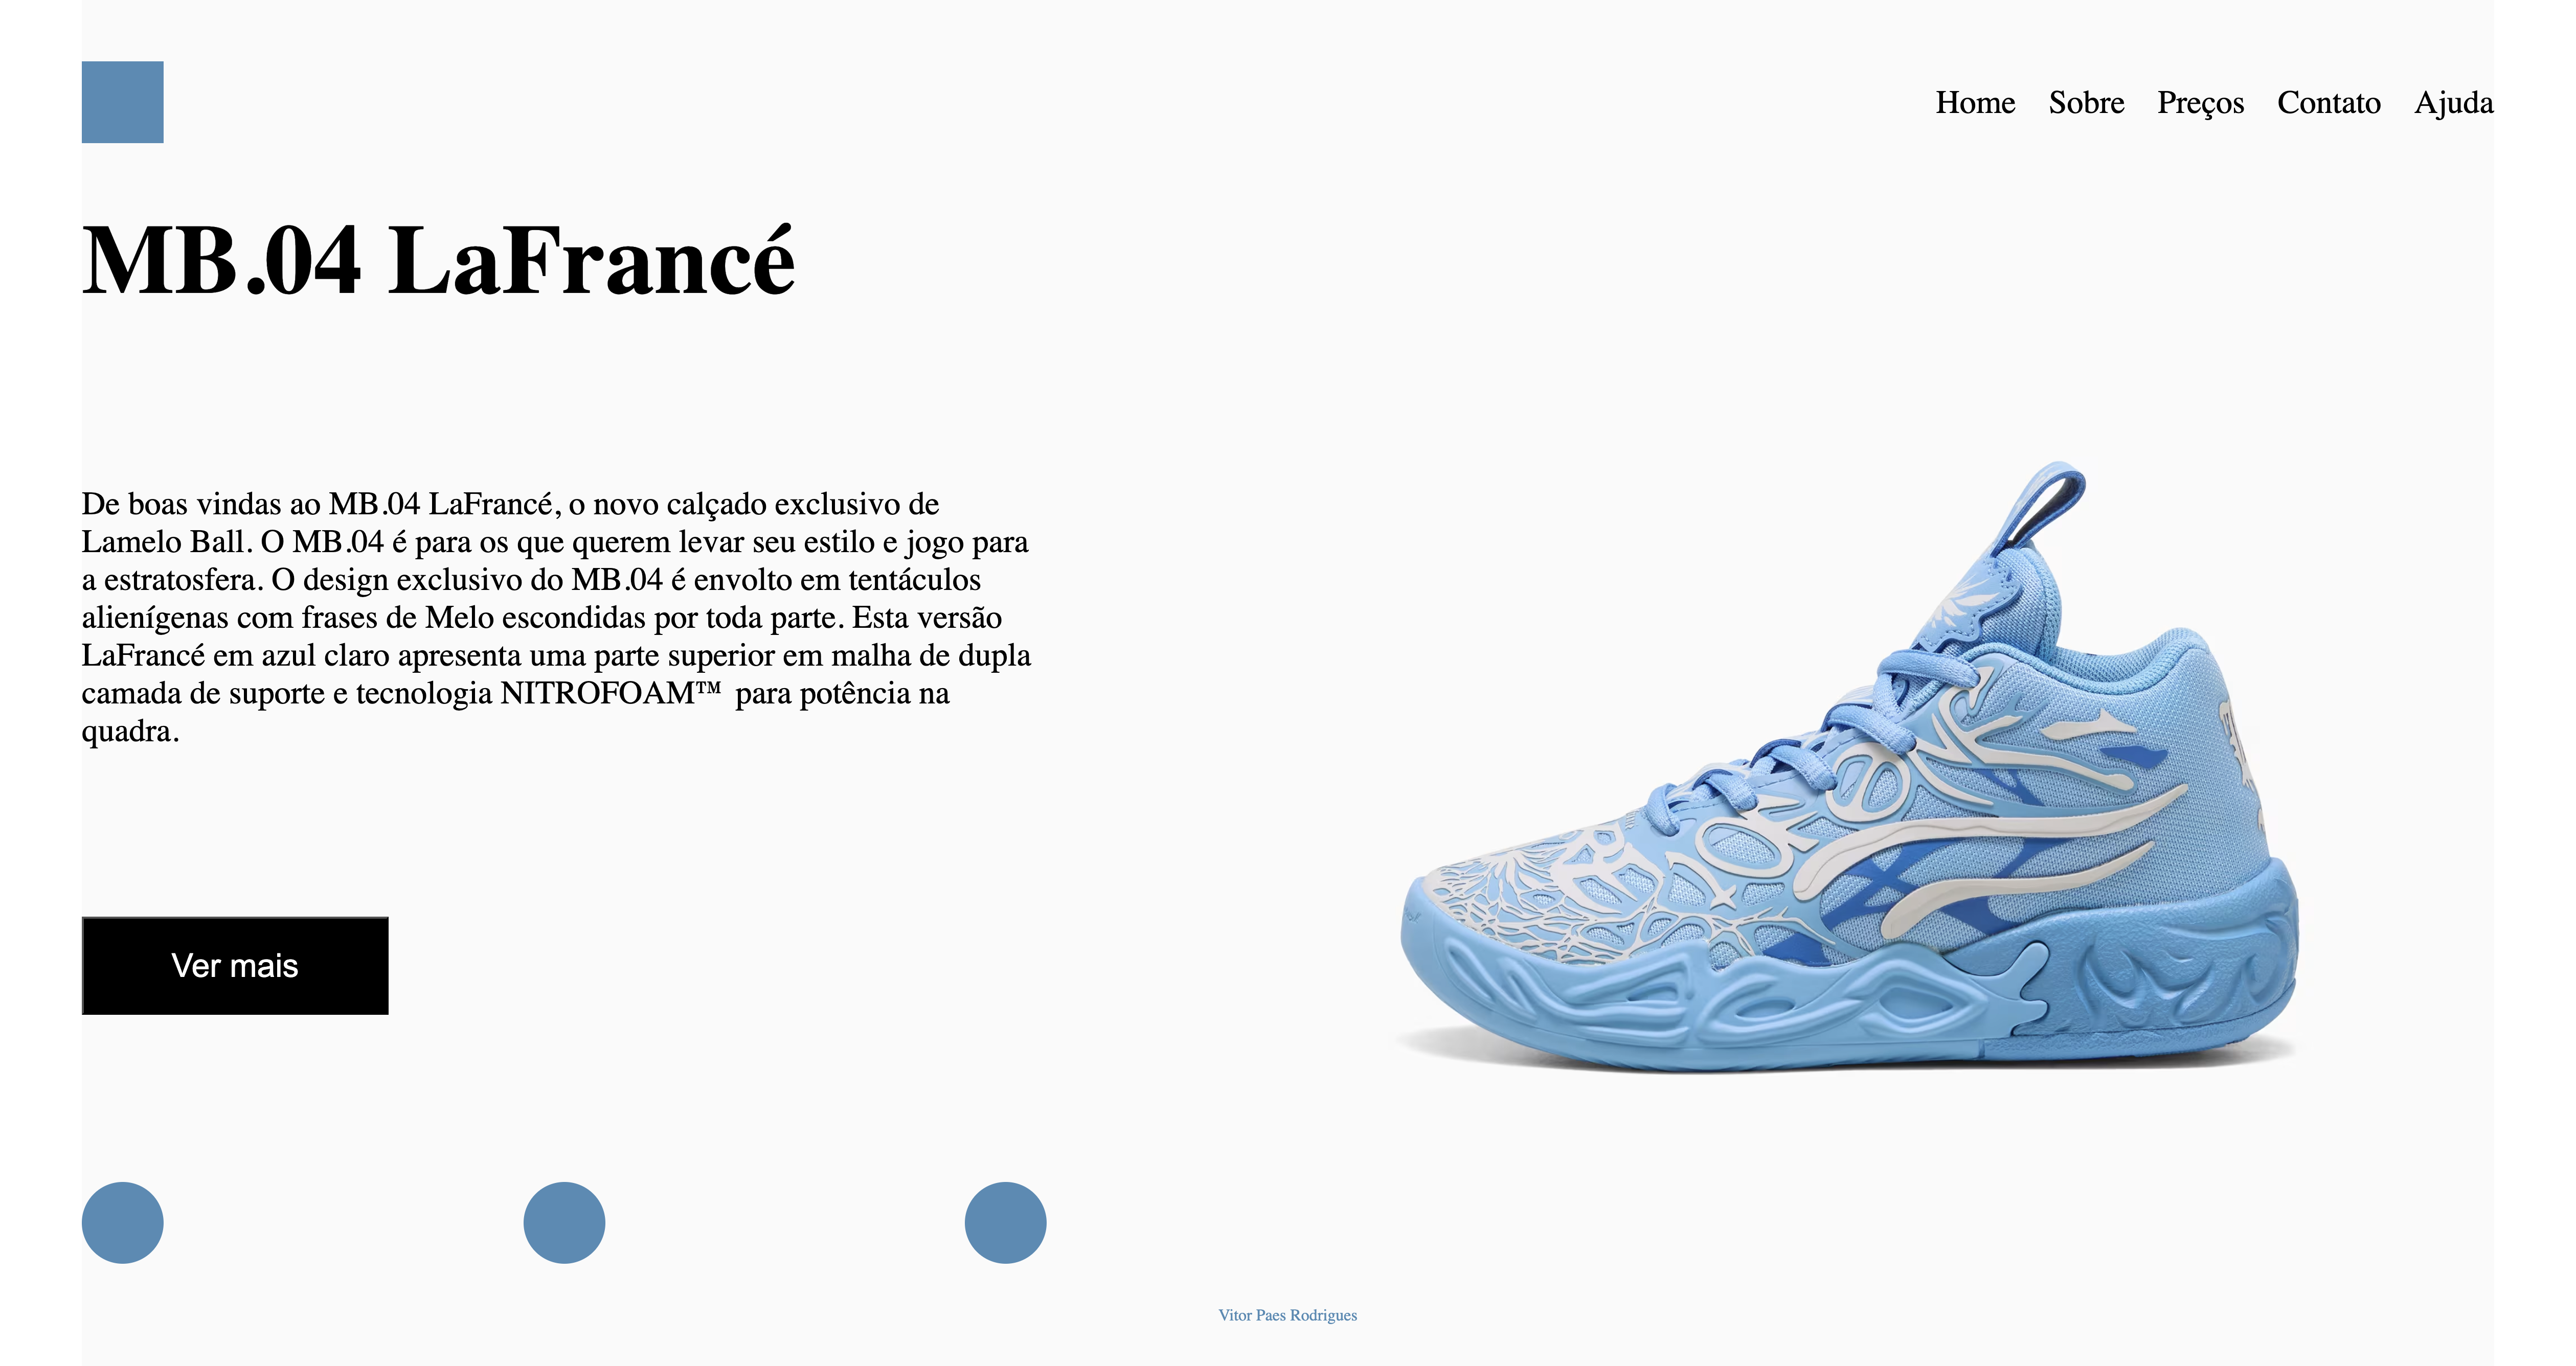 Home Sobre Preços Contato Ajuda
MB.04 LaFrancé
De boas vindas ao MB.04 LaFrancé, o novo calçado exclusivo de
Lamelo Ball. O MB.04 é para os que querem levar seu estilo e jogo para
a estratosfera. O design exclusivo do MB.04 é envolto em tentáculos
alienígenas com frases de Melo escondidas por toda parte. Esta versão
LaFrancé em azul claro apresenta uma parte superior em malha de dupla
camada de suporte e tecnologia NITROFOAM™ para potência na
quadra.
Ver mais
Vitor Paes Rodrigues